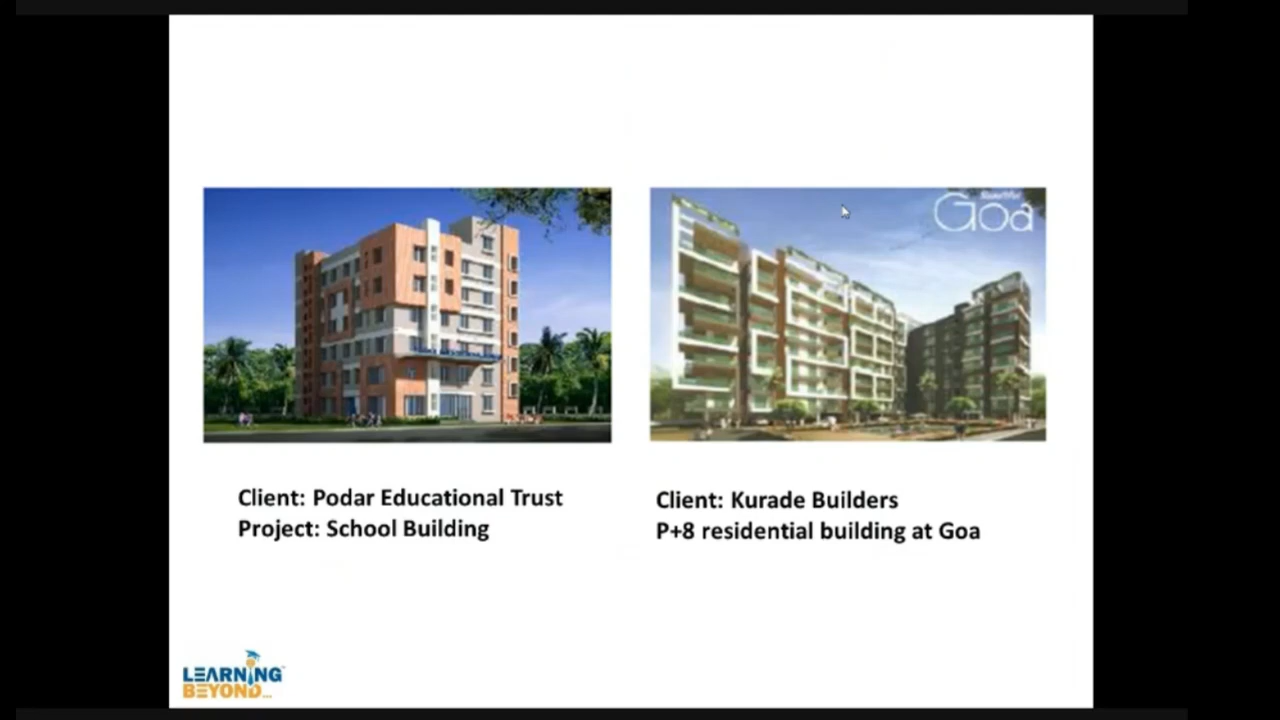 Goa
Client: Podar Educational Trust
Project: School Building
Client: Kurade Builders
P+8 residential building at Goa
LEARNING
BEYOND...